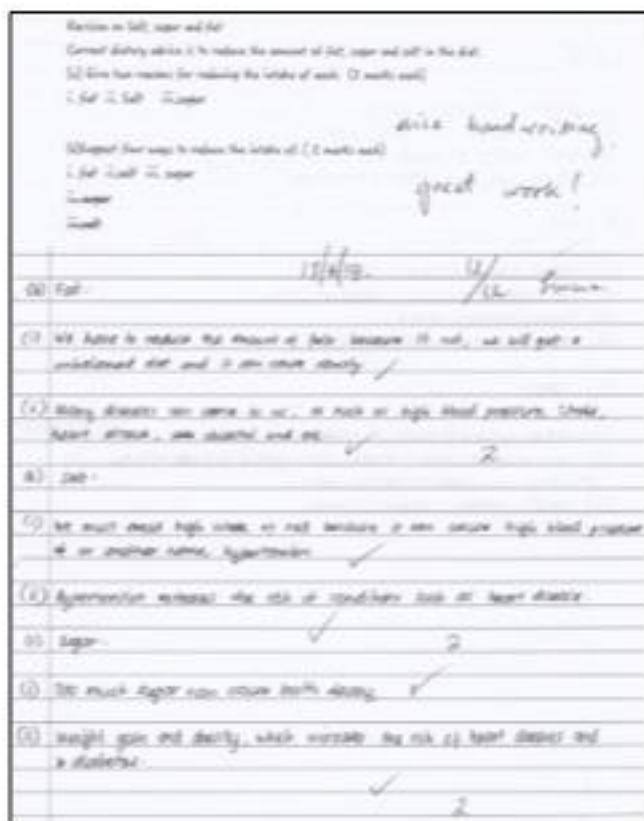 Revision on Salt, sugar and fat
Current dietary advice is to reduce the amount of fat, sugar and salt in the diet.
(a) Give two reasons for reducing the intake of each. (2 marks each)
i. fat ii. Salt iii. sugar
nice handwriting.
(b) Suggest four ways to reduce the intake of: (2 marks each)
i. fat ii. salt iii. sugar
great work!
(a) Fat.
(i) We have to reduce the amount of fats because if not, we will get a
unbalanced diet and it can cause obesity
(ii) Many diseases can come to us, as such as high blood pressure, stroke,
heart attack, and etc.
2
(b) Salt.
(i) We must avoid high intake of salt because it can cause high blood pressure
or another name, hypertension
(ii) Hypertension increases the risk of conditions such as heart disease
(c) Sugar.
2
(i) Too much sugar can cause tooth decay
(ii) Weight gain and obesity, which increases the risk of heart diseases and
diabetes.
2